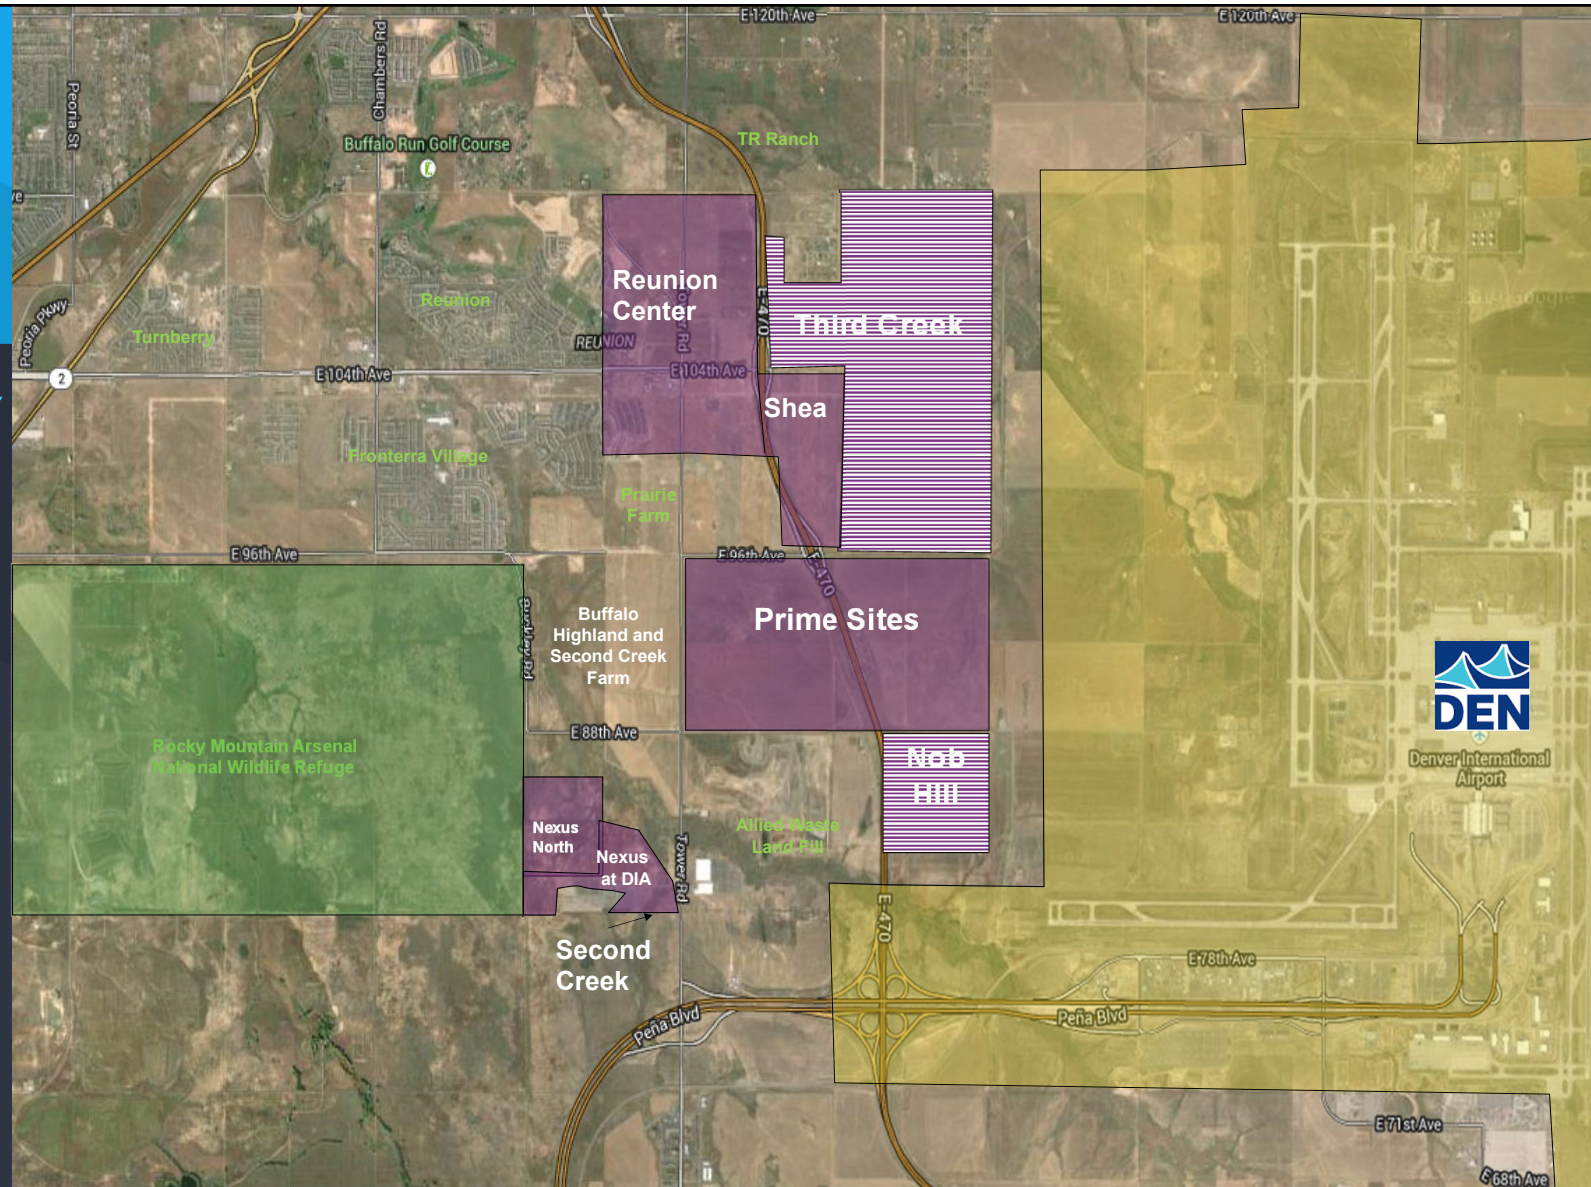 E 120th Ave
E 120th Ave
Peoria St
Chambers Rd
TR Ranch
Buffalo Run Golf Course
Reunion
Center
Tower Rd
E-470
Third Creek
Reunion
Peoria Pkwy
Turnberry
REUNION
2
E 104th Ave
E 104th Ave
Shea
Fronterra Village
Prairie
Farm
E 96th Ave
E 96th Ave
E-470
Buckley Rd
Buffalo
Highland and
Second Creek
Farm
Prime Sites
DEN
E 88th Ave
Rocky Mountain Arsenal
National Wildlife Refuge
Nob
Hill
Denver International
Airport
Nexus
North
Nexus
at DIA
Tower Rd
Allied Waste
Land Fill
E-470
Second
Creek
E 78th Ave
Peña Blvd
Peña Blvd
E 71st Ave
E 68th Ave